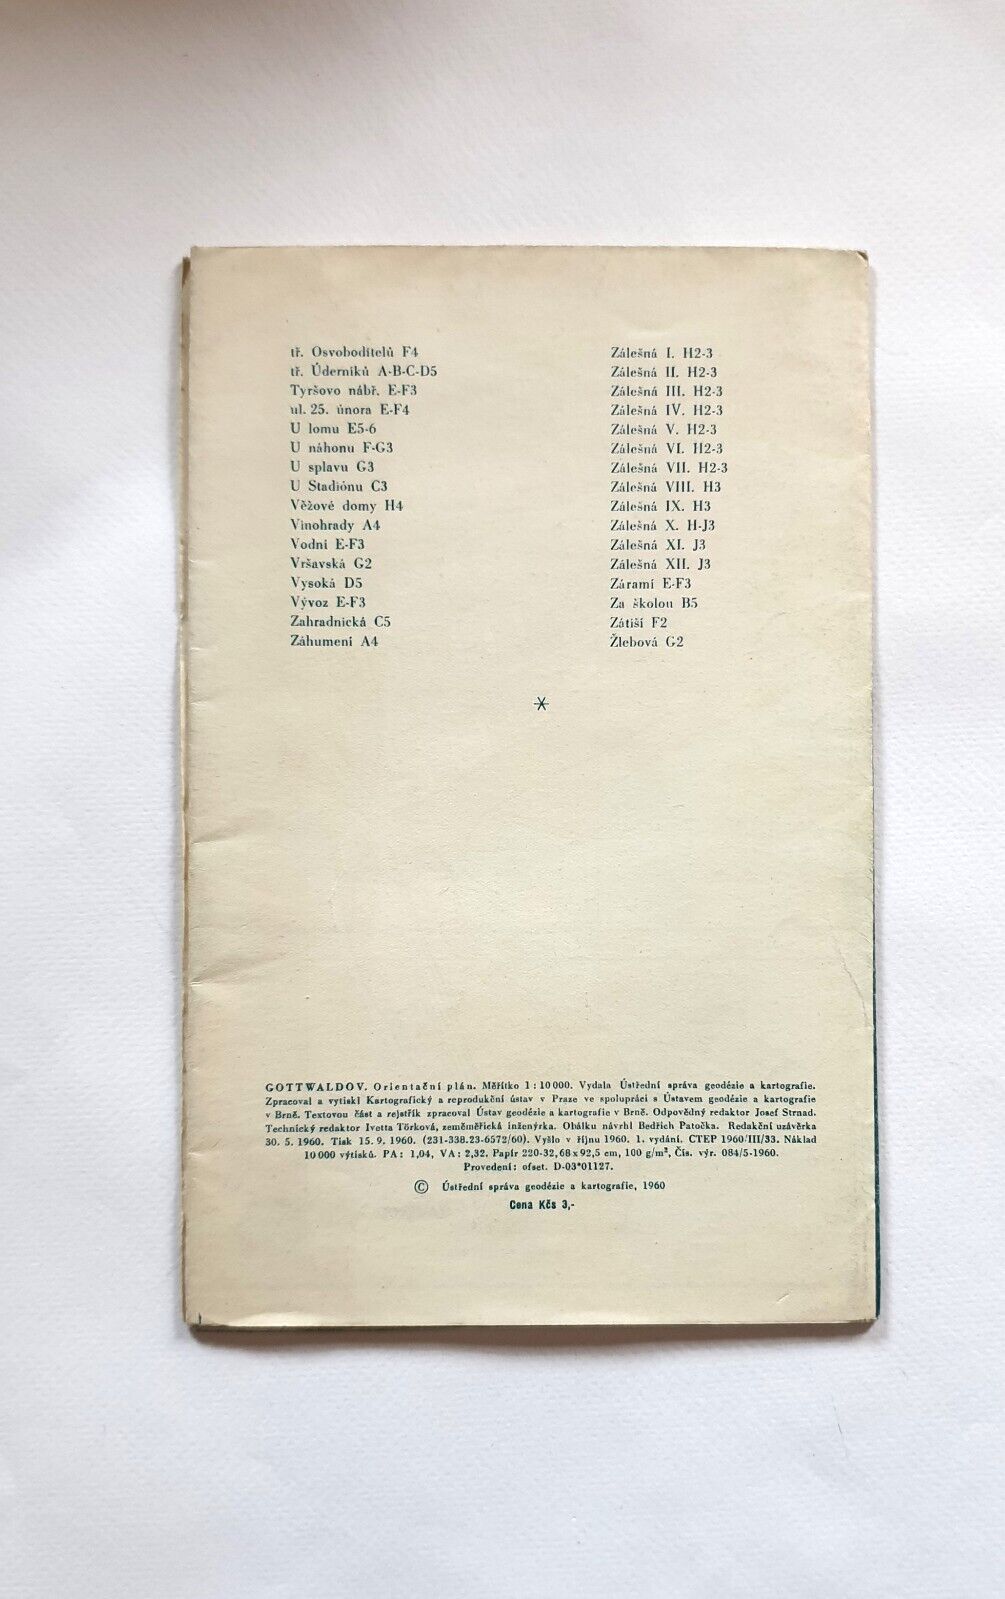 tř. Osvoboditelů F4
tř. Úderníků A-B-C-D5
Tyršovo nábř. E-F3
ul. 25. února E-F4
U lomu E5-6
U náhonu F-G3
U splavu G3
U Stadiónu C3
Věžové domy H4
Vinohrady A4
Vodní E-F3
Vršavská G2
Vysoká D5
Vývoz E-F3
Zahradnická C5
Záhumení A4
Zálešná I. H2-3
Zálešná II. H2-3
Zálešná III. H2-3
Zálešná IV. H2-3
Zálešná V. H2-3
Zálešná VI. H2-3
Zálešná VII. H2-3
Zálešná VIII. H3
Zálešná IX. H3
Zálešná X. H-J3
Zálešná XI. J3
Zálešná XII. J3
Zárami E-F3
Za školou B5
Zátiší F2
Žlebová G2
GOTTWALDOV. Orientační plán. Měřítko 1 : 10 000. Vydala Ústřední správa geodézie a kartografie.
Zpracoval a vytiskl Kartografický a reprodukční ústav v Praze ve spolupráci s Ústavem geodézie a kartografie
v Brně. Textovou část a rejstřík zpracoval Ústav geodézie a kartografie v Brně. Odpovědný redaktor Josef Strnad.
Technický redaktor Ivetta Törková, zeměměřická inženýrka. Obálku navrhl Bedřich Patočka. Redakční uzávěrka
30. 5. 1960. Tisk 15. 9. 1960. (231-338.23-6572/60). Vyšlo v říjnu 1960. 1. vydání. CTEP 1960/III/33. Náklad
10 000 výtisků. PA : 1,04, VA : 2,32. Papír 220-32, 68 x 92,5 cm, 100 g/m², Čís. výr. 084/5-1960.
Provedení : ofset. D-03*01127.
© Ústřední správa geodézie a kartografie, 1960
Cena Kčs 3,-